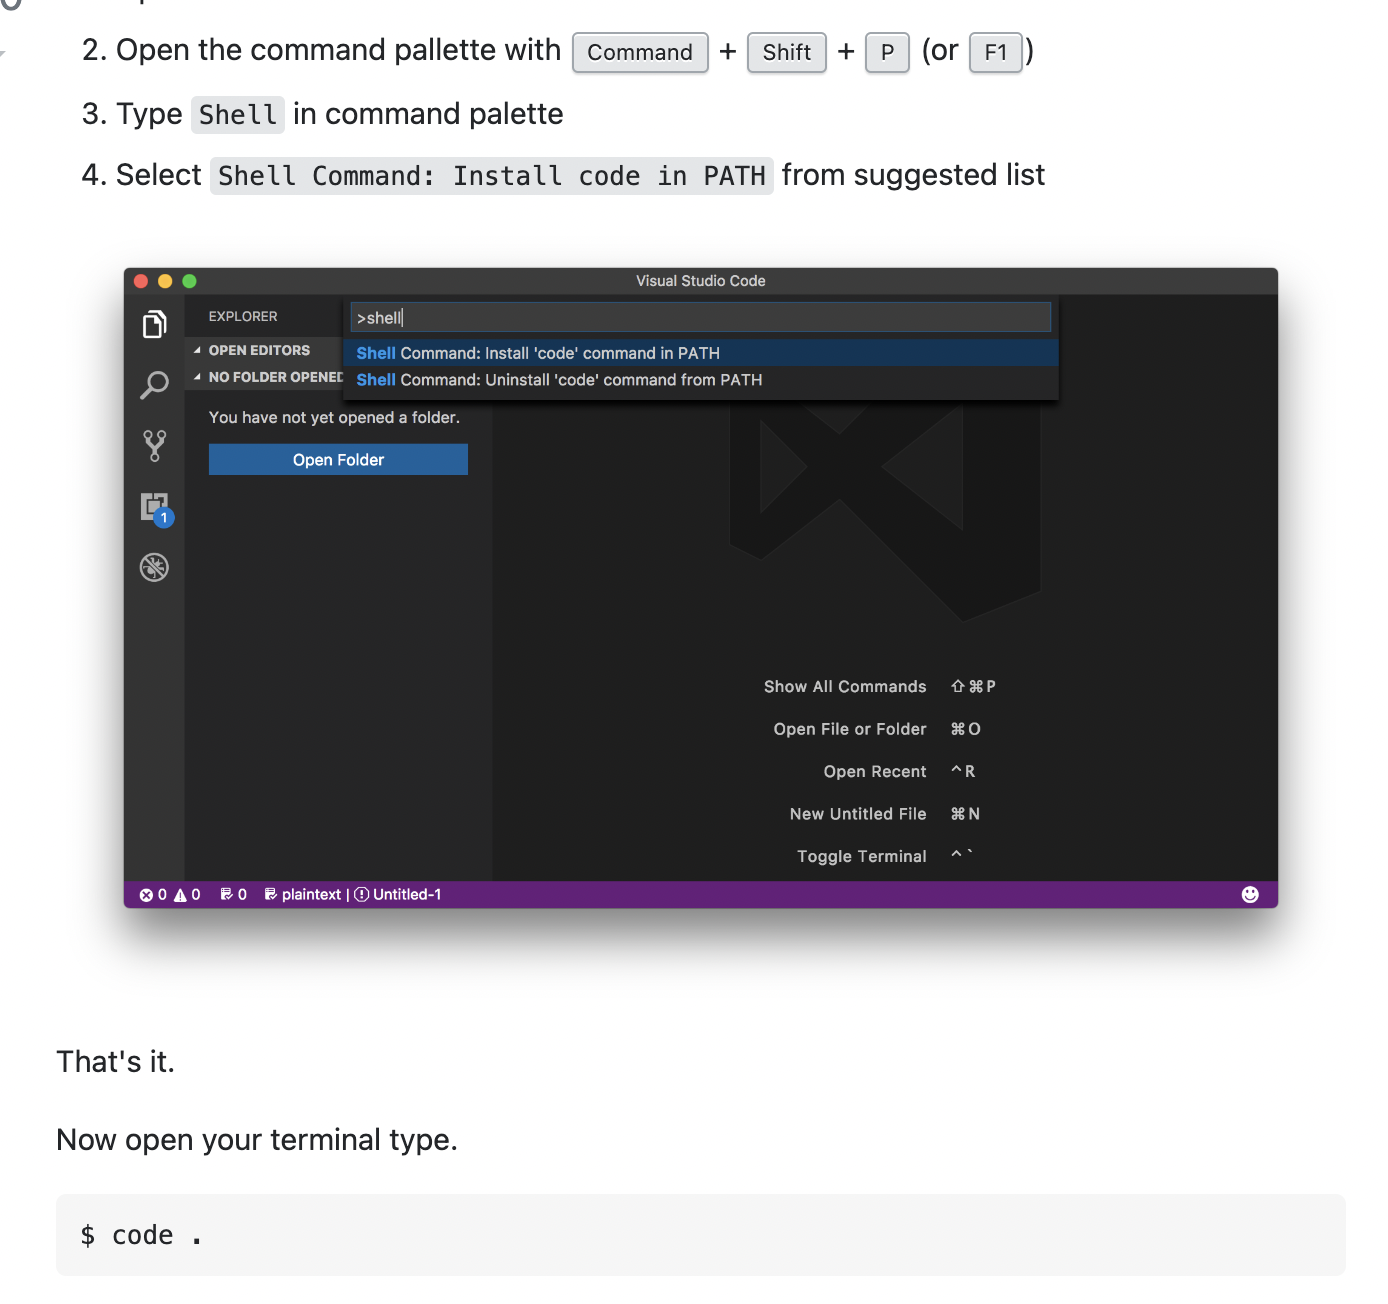 2. Open the command pallette with Command + Shift + P (or F1)
3. Type Shell in command palette
4. Select Shell Command: Install code in PATH from suggested list
Visual Studio Code
EXPLORER
>shell
OPEN EDITORS
Shell Command: Install 'code' command in PATH
NO FOLDER OPENED
Shell Command: Uninstall 'code' command from PATH
You have not yet opened a folder.
Open Folder
1
Show All Commands ⇧⌘P
Open File or Folder ⌘O
Open Recent ^R
New Untitled File ⌘N
Toggle Terminal ^`
0 0 0 plaintext | Untitled-1
That's it.
Now open your terminal type.
$ code .